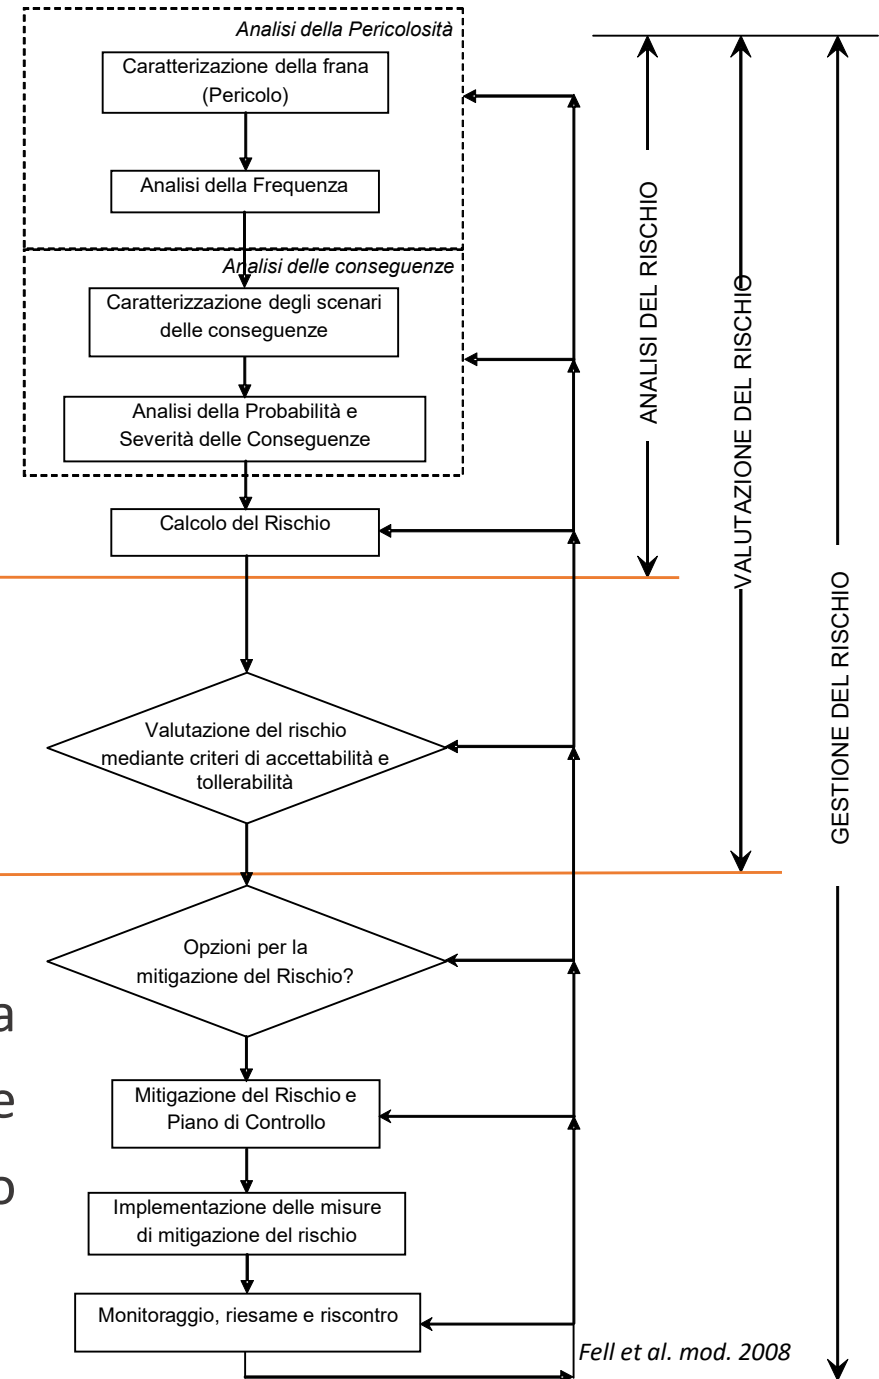 Analisi della Pericolosità
Caratterizzazione della frana
(Pericolo)
Analisi della Frequenza
Analisi delle conseguenze
Caratterizzazione degli scenari
delle conseguenze
Analisi della Probabilità e
Severità delle Conseguenze
Calcolo del Rischio
Valutazione del rischio
mediante criteri di accettabilità e
tollerabilità
Opzioni per la
mitigazione del Rischio?
a
e
o
Mitigazione del Rischio e
Piano di Controllo
Implementazione delle misure
di mitigazione del rischio
Monitoraggio, riesame e riscontro
Fell et al. mod. 2008
ANALISI DEL RISCHIO
VALUTAZIONE DEL RISCHIO
GESTIONE DEL RISCHIO